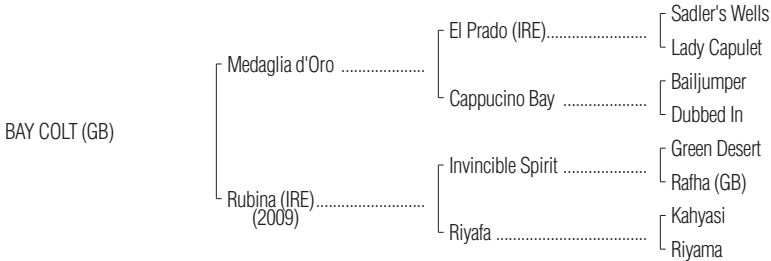 Sadler's Wells
El Prado (IRE)........................
Lady Capulet
Medaglia d'Oro ....................
Bailjumper
Cappucino Bay ....................
Dubbed In
BAY COLT (GB)
Green Desert
Invincible Spirit ....................
Rafha (GB)
Rubina (IRE)..........................
(2009)
Kahyasi
Riyafa ....................................
Riyama